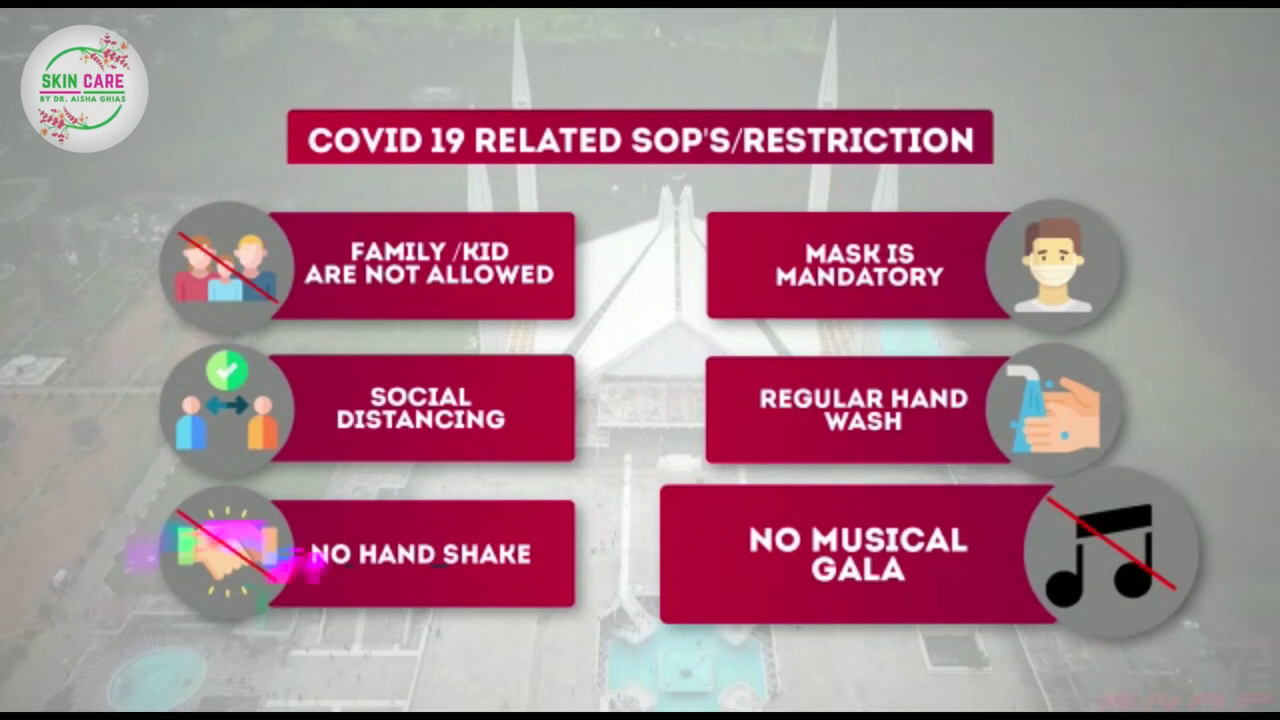 SKIN CARE
BY DR. AISHA GHIAS
COVID 19 RELATED SOP'S/RESTRICTION
FAMILY /KID
ARE NOT ALLOWED
MASK IS
MANDATORY
SOCIAL
DISTANCING
REGULAR HAND
WASH
NO HAND SHAKE
NO MUSICAL
GALA